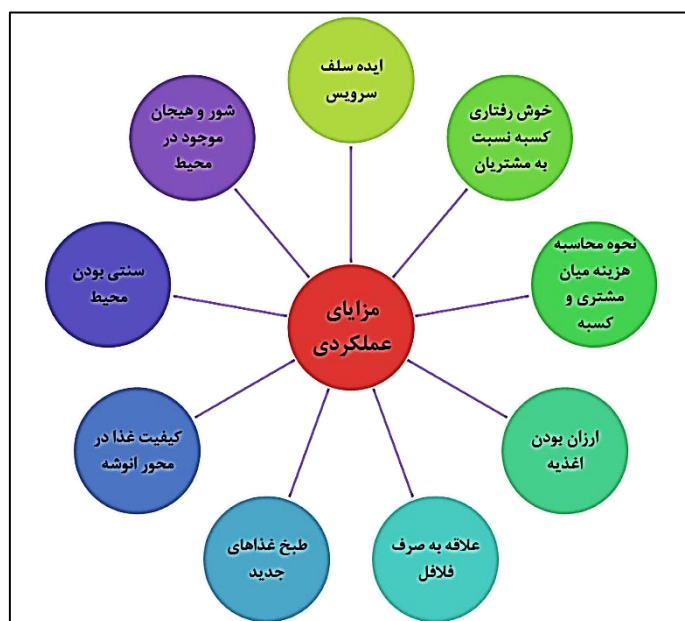 ایده سلف
سرویس
خوش رفتاری
کسبه نسبت
به مشتریان
نحوه محاسبه
هزینه میان
مشتری و
کسبه
ارزان بودن
اغذیه
علاقه به صرف
فلافل
طبخ غذاهای
جدید
کیفیت غذا در
محور انوشه
سنتی بودن
محیط
شور و هیجان
موجود در
محیط
مزایای
عملکردی